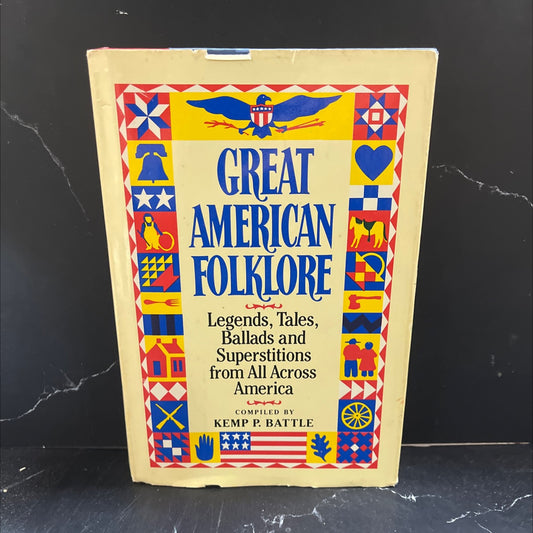 GREAT
AMERICAN
FOLKLORE
Legends, Tales,
Ballads and
Superstitions
from All Across
America
COMPILED BY
KEMP P. BATTLE